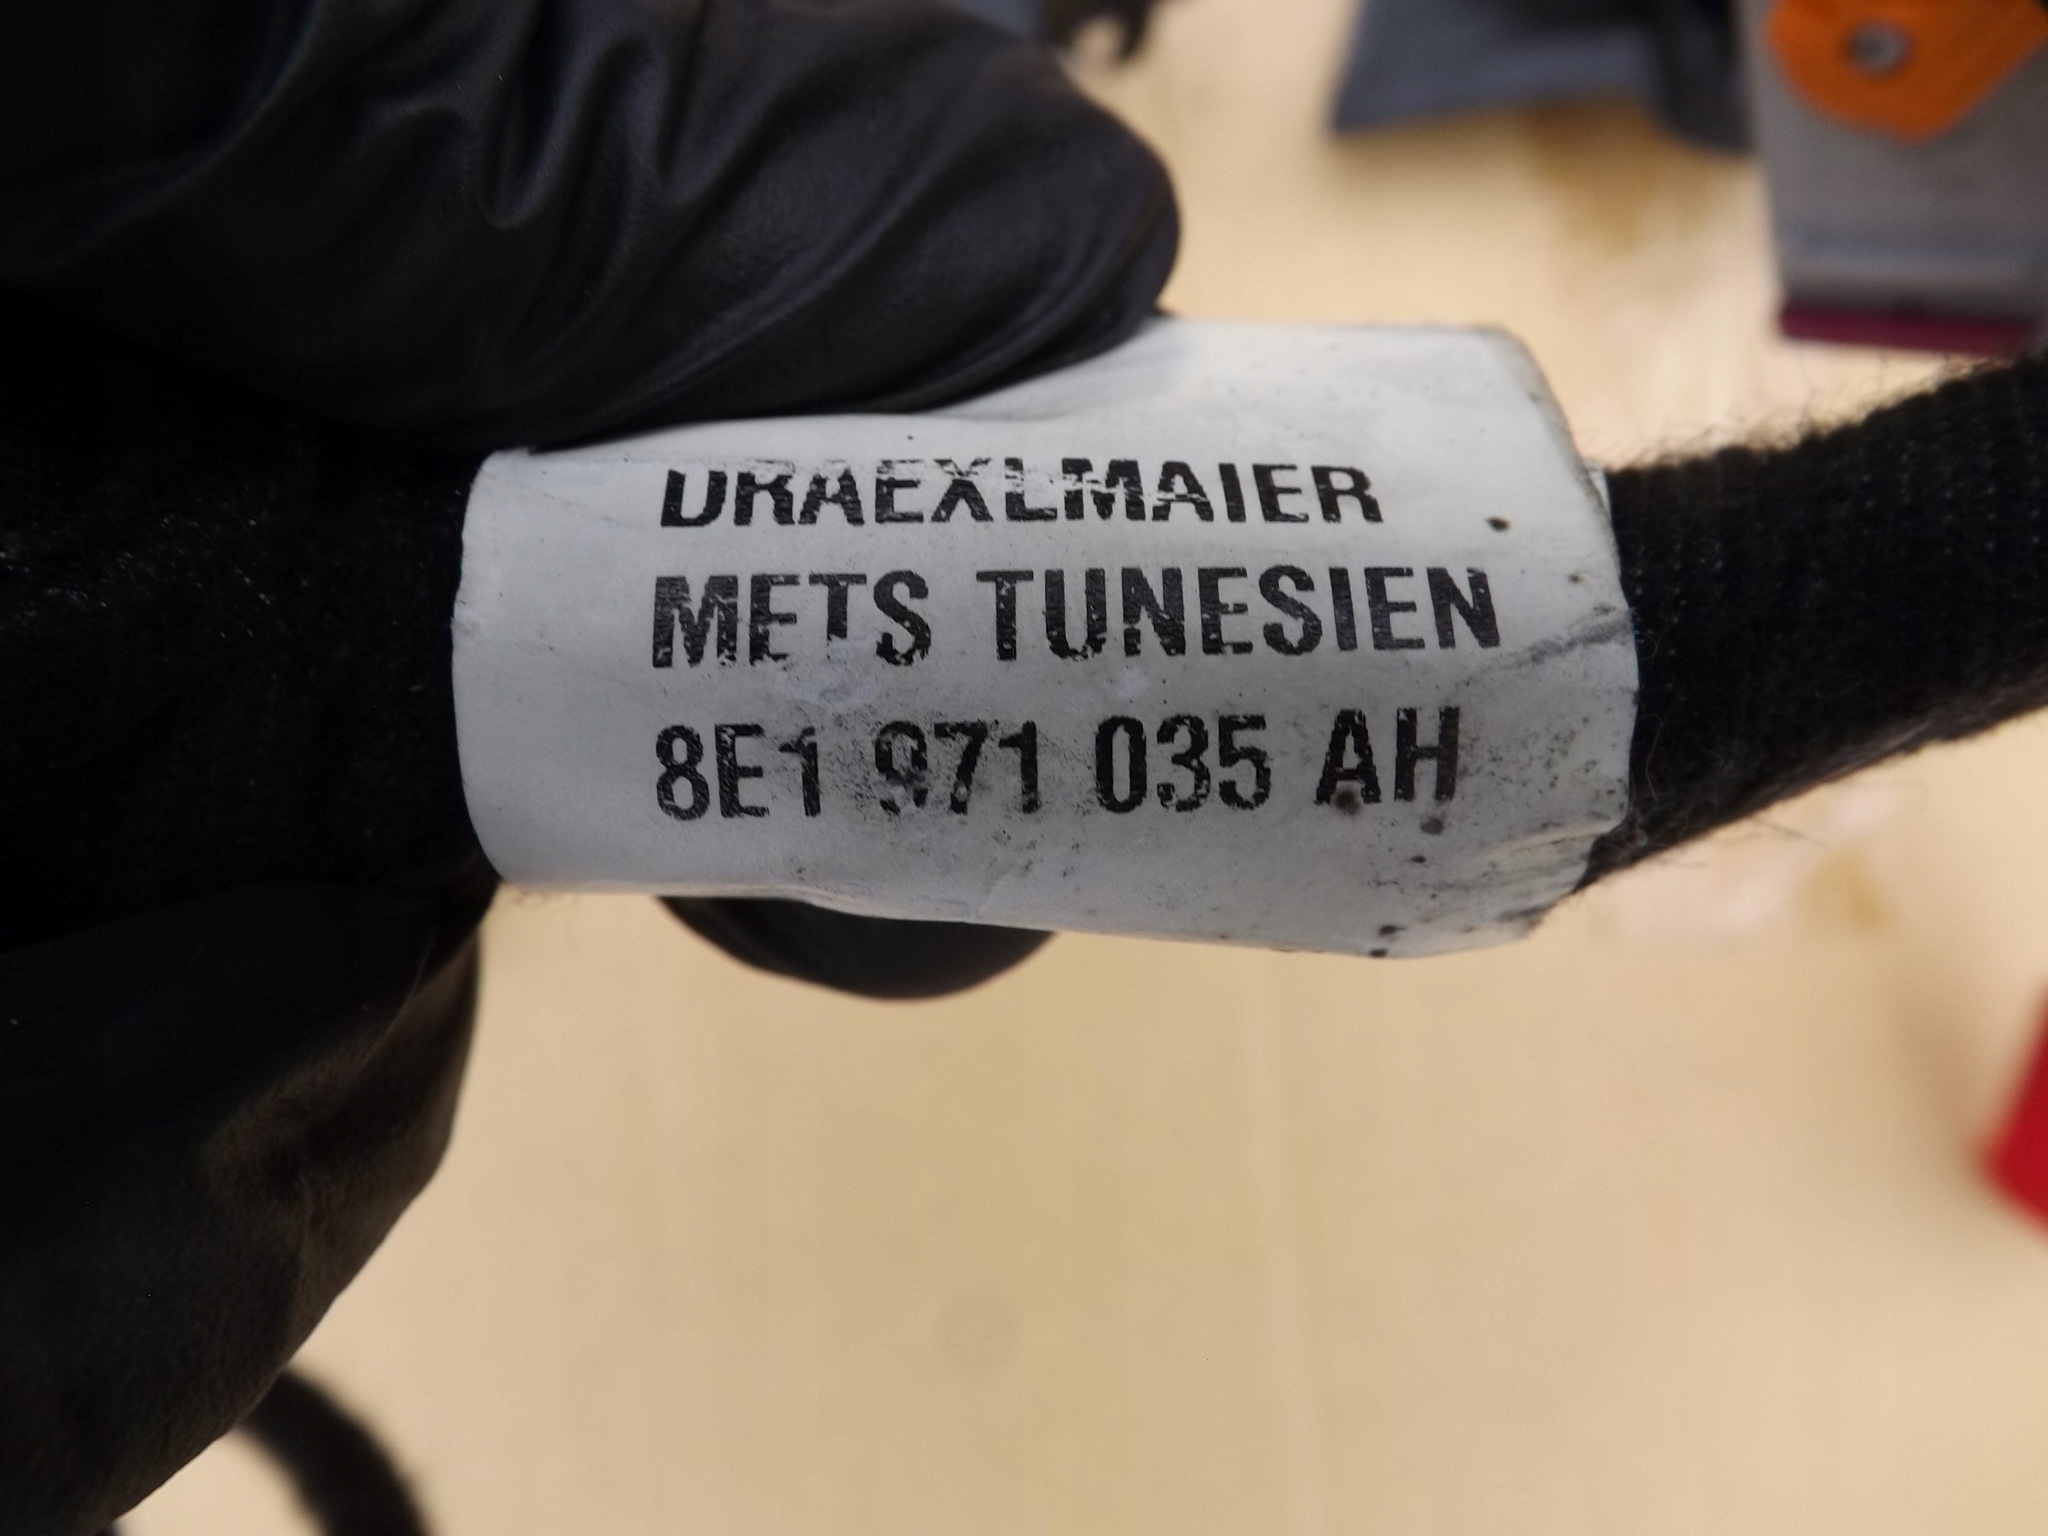 DRAEXLMAIER
METS TUNESIEN
8E1 971 035 AH